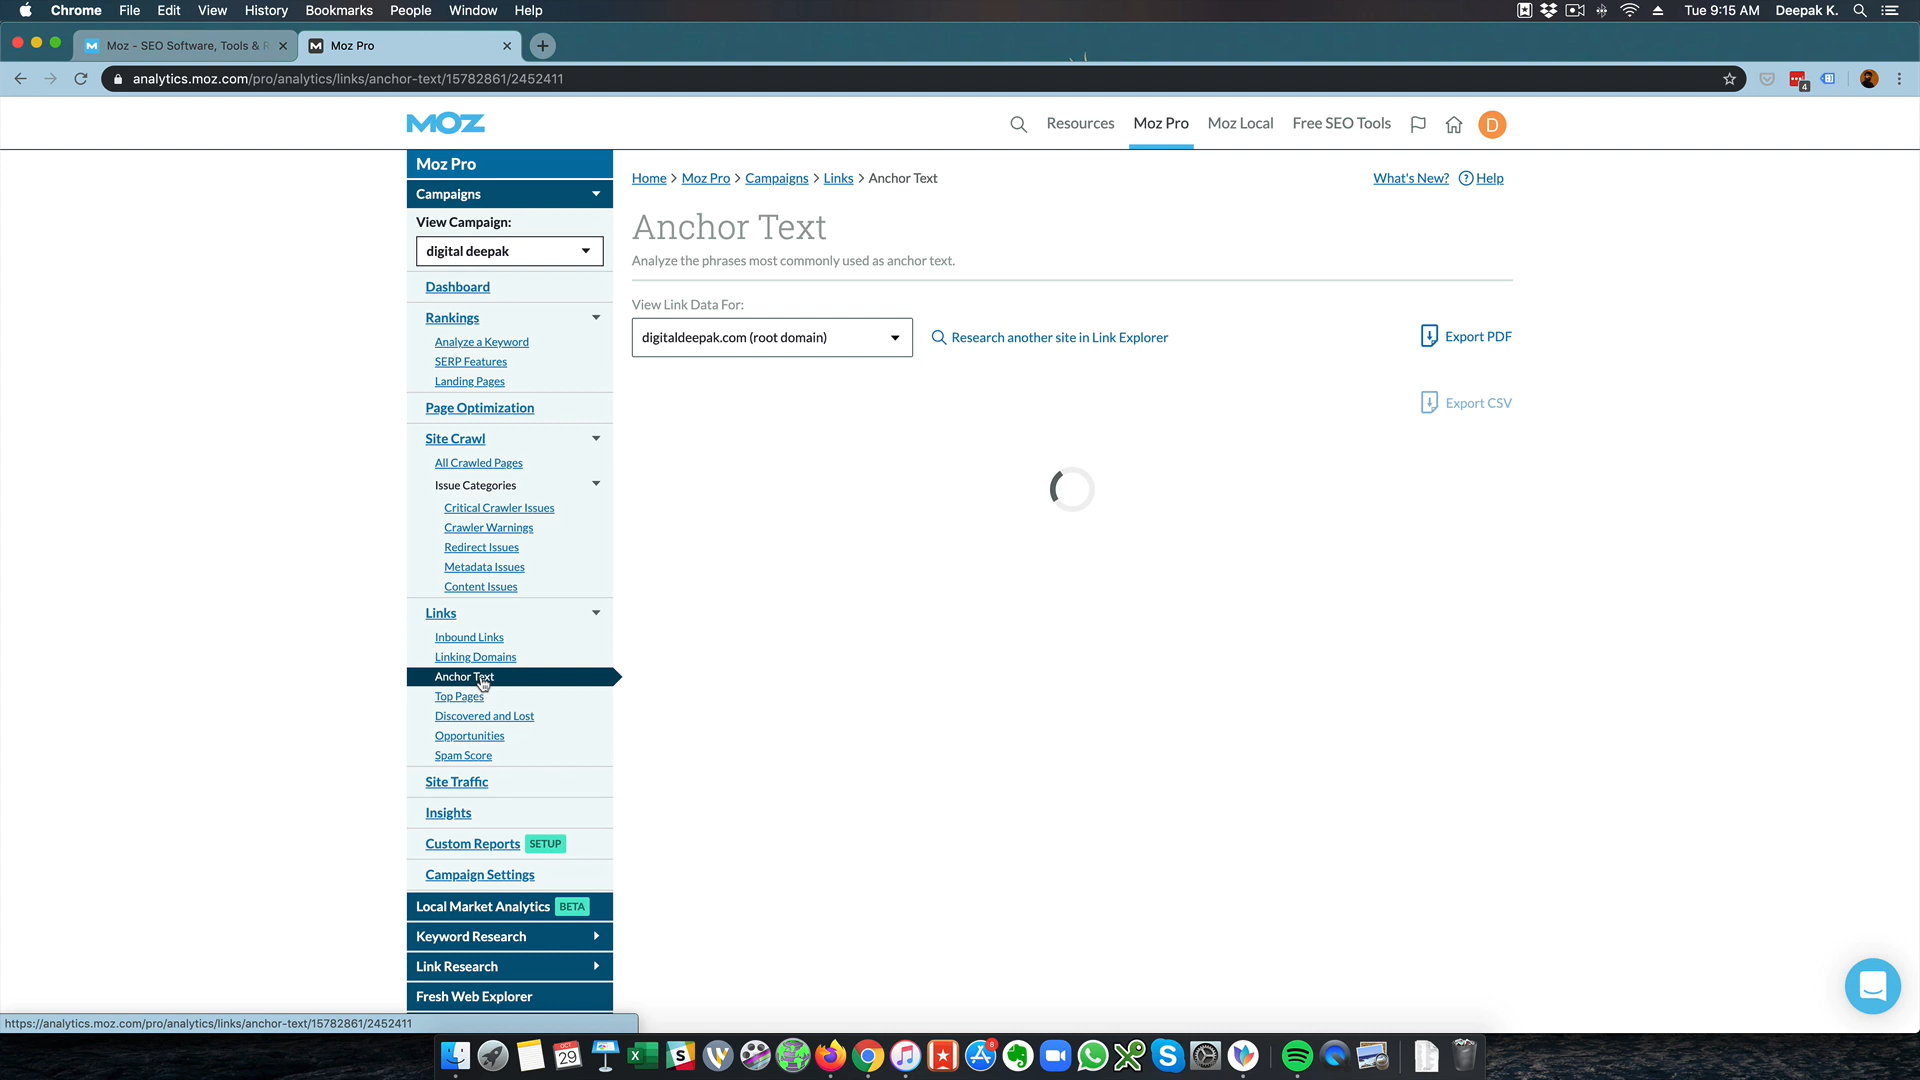 Chrome File Edit View History Bookmarks People Window Help
Tue 9:15 AM Deepak K.
Moz - SEO Software, Tools & R
Moz Pro
analytics.moz.com/pro/analytics/links/anchor-text/15782861/2452411
4
MOZ
Resources Moz Pro Moz Local Free SEO Tools D
Moz Pro
Campaigns
View Campaign:
digital deepak
Dashboard
Rankings
Analyze a Keyword
SERP Features
Landing Pages
Page Optimization
Site Crawl
All Crawled Pages
Issue Categories
Critical Crawler Issues
Crawler Warnings
Redirect Issues
Metadata Issues
Content Issues
Links
Inbound Links
Linking Domains
Anchor Text
Top Pages
Discovered and Lost
Opportunities
Spam Score
Site Traffic
Insights
Custom Reports SETUP
Campaign Settings
Local Market Analytics BETA
Keyword Research
Link Research
Fresh Web Explorer
Home > Moz Pro > Campaigns > Links > Anchor Text
What's New? ? Help
Anchor Text
Analyze the phrases most commonly used as anchor text.
View Link Data For:
digitaldeepak.com (root domain)
Research another site in Link Explorer
Export PDF
Export CSV
https://analytics.moz.com/pro/analytics/links/anchor-text/15782861/2452411
OCT
29
8